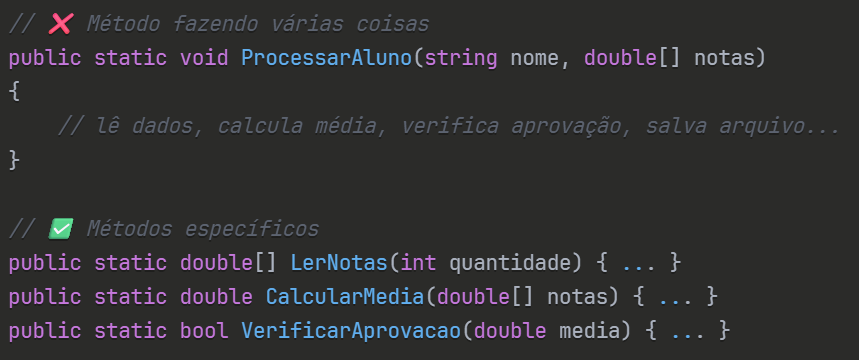 // ❌ Método fazendo várias coisas
public static void ProcessarAluno(string nome, double[] notas)
{
    // lê dados, calcula média, verifica aprovação, salva arquivo...
}

// ✅ Métodos específicos
public static double[] LerNotas(int quantidade) { ... }
public static double CalcularMedia(double[] notas) { ... }
public static bool VerificarAprovacao(double media) { ... }